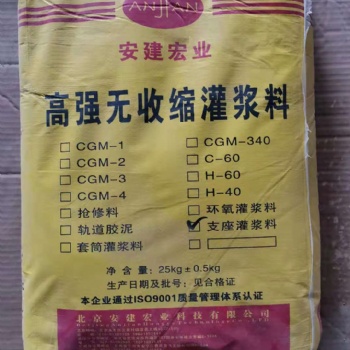 ANJIAN
安建宏业
高强无收缩灌浆料
CGM-1 CGM-340
CGM-2 C-60
CGM-3 H-60
CGM-4 H-40
抢修料 环氧灌浆料
轨道胶泥 支座灌浆料
套筒灌浆料
净含量：25kg±0.5kg
生产日期及批号：见合格证
本企业通过ISO9001质量管理体系认证
北京安建宏业科技有限公司